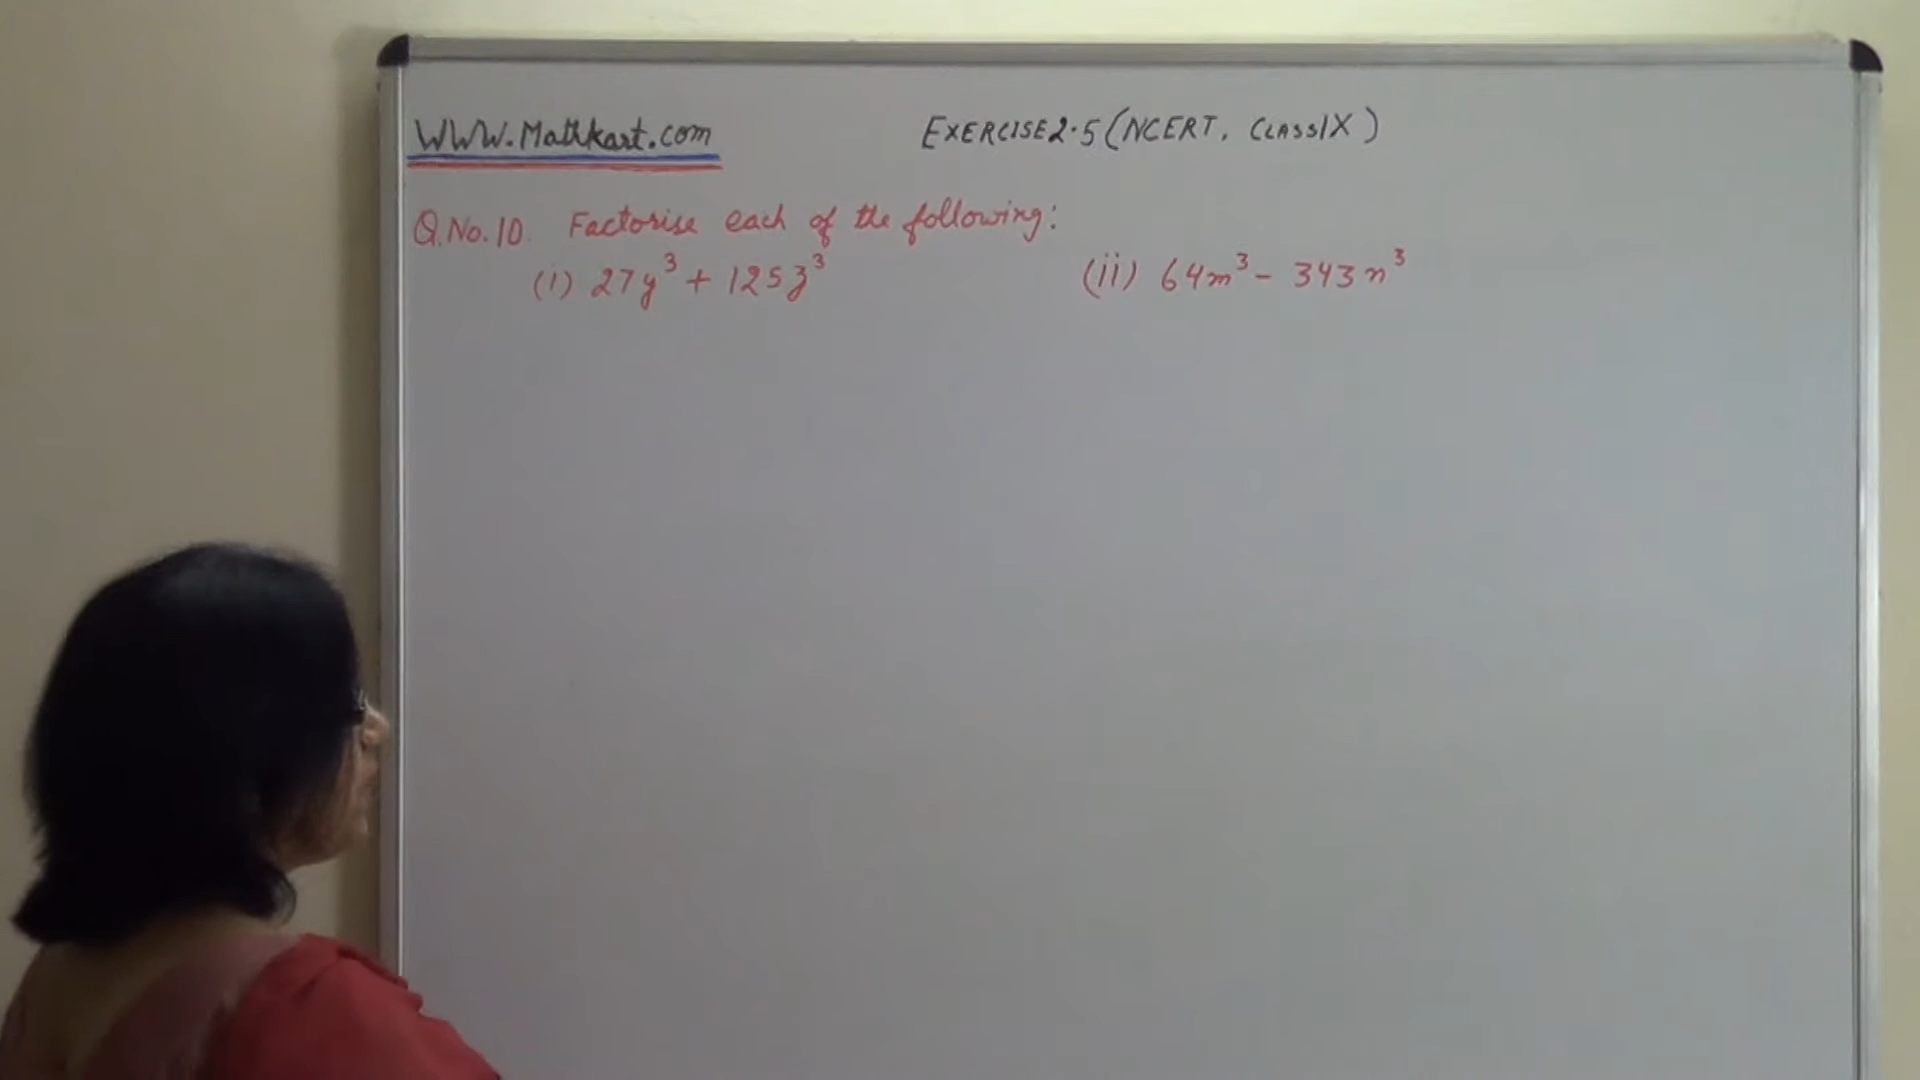 WWW.Mathkart.com EXERCISE 2.5 (NCERT, CLASS IX)
Q.No.10. Factorise each of the following:
(i) 27y³ + 125z³ (ii) 64m³ - 343n³